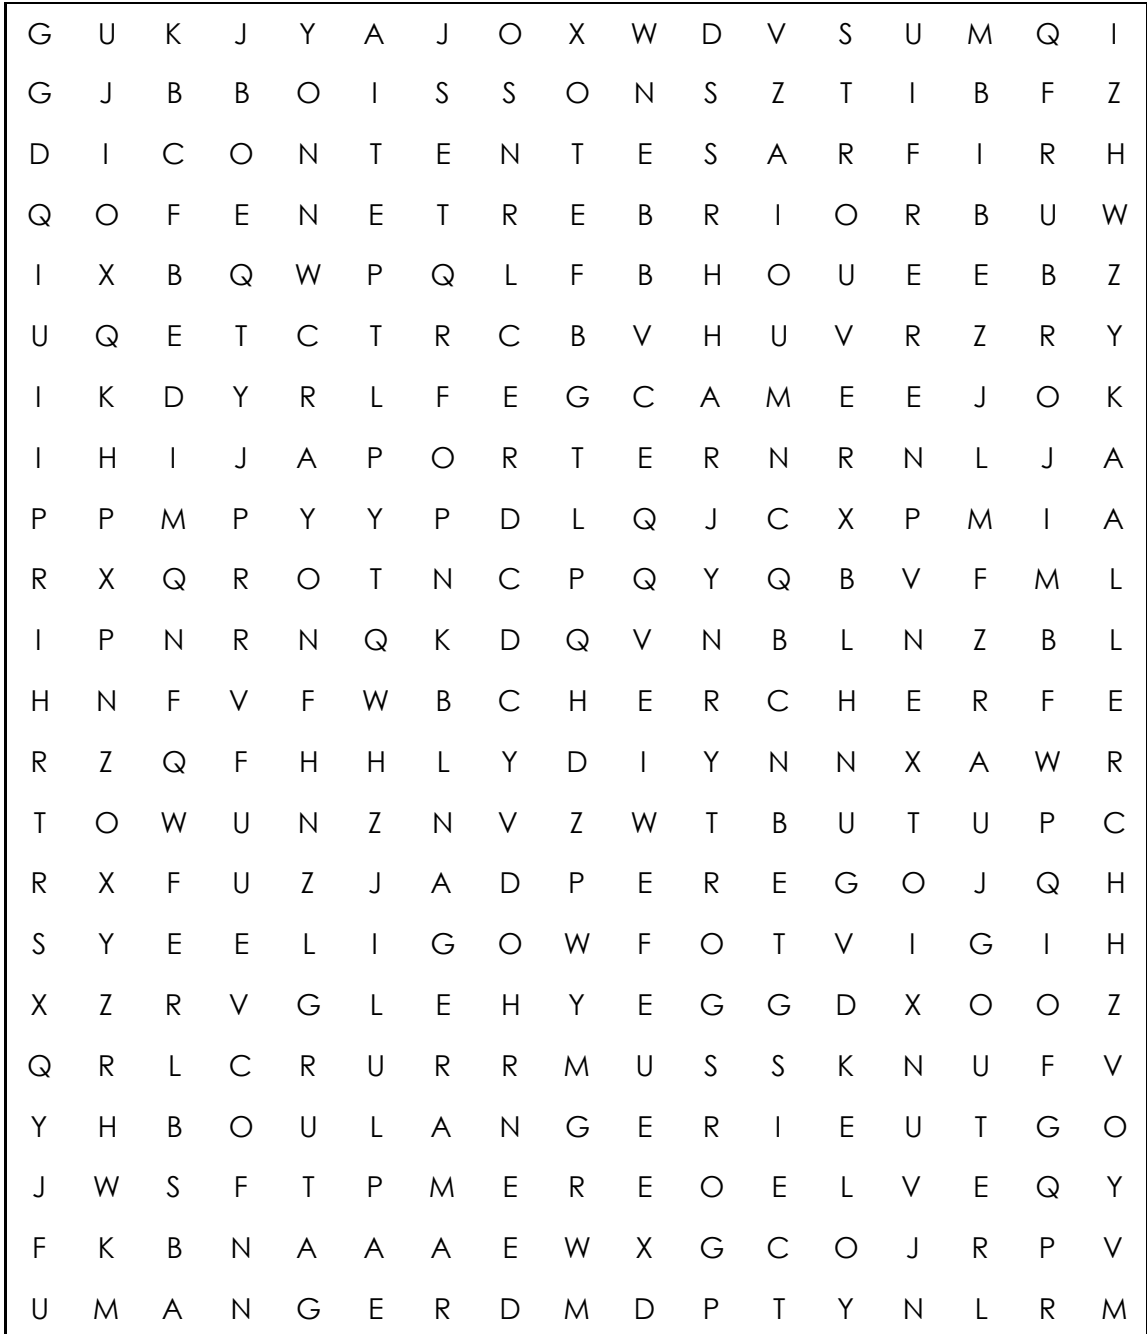 G U K J Y A J O X W D V S U M Q I
G J B B O I S S O N S Z T I B F Z
D I C O N T E N T E S A R F I R H
Q O F E N E T R E B R I O R B U W
I X B Q W P Q L F B H O U E E B Z
U Q E T C T R C B V H U V R Z R Y
I K D Y R L F E G C A M E E J O K
I H I J A P O R T E R N R N L J A
P P M P Y Y P D L Q J C X P M I A
R X Q R O T N C P Q Y Q B V F M L
I P N R N Q K D Q V N B L N Z B L
H N F V F W B C H E R C H E R F E
R Z Q F H H L Y D I Y N N X A W R
T O W U N Z N V Z W T B U T U P C
R X F U Z J A D P E R E G O J Q H
S Y E E L I G O W F O T V I G I H
X Z R V G L E H Y E G G D X O O Z
Q R L C R U R R M U S S K N U F V
Y H B O U L A N G E R I E U T G O
J W S F T P M E R E O E L V E Q Y
F K B N A A A E W X G C O J R P V
U M A N G E R D M D P T Y N L R M